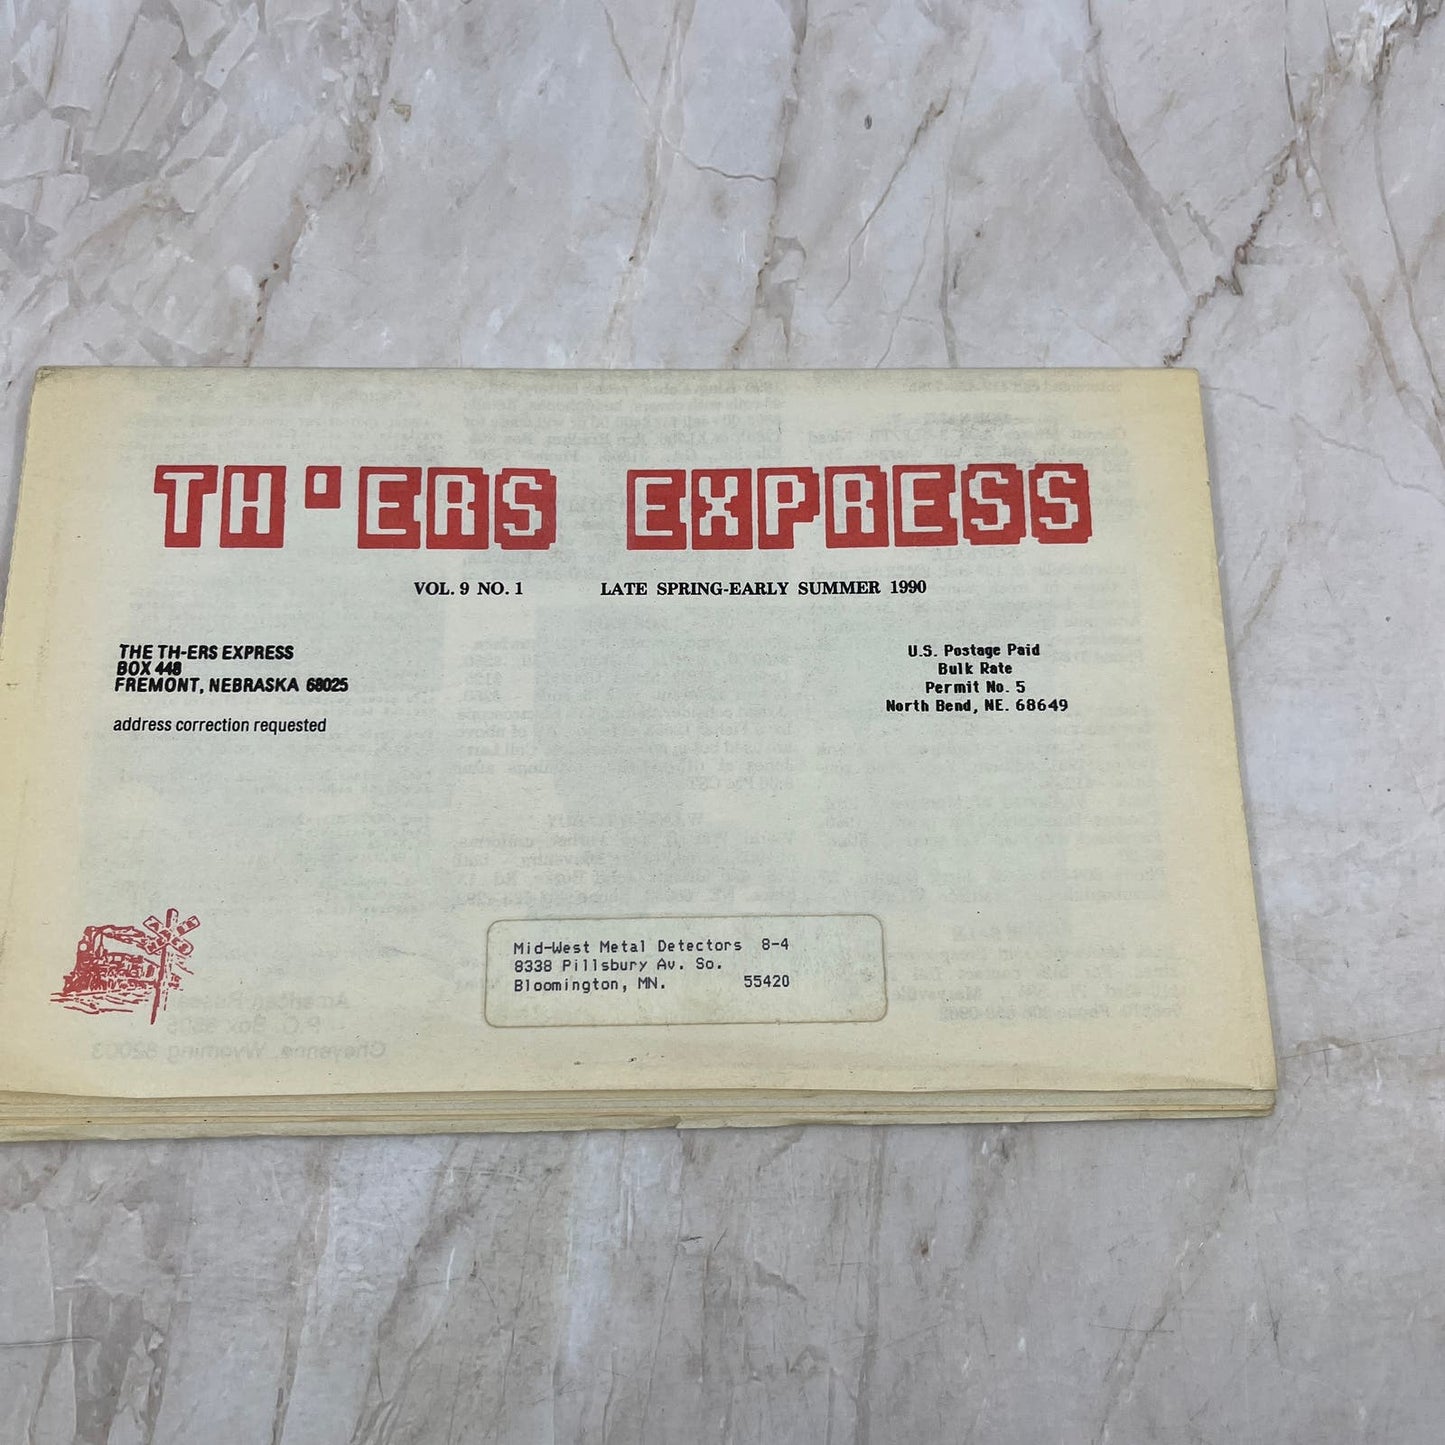 TH'ERS EXPRESS
VOL. 9 NO. 1 LATE SPRING-EARLY SUMMER 1990
THE TH-ERS EXPRESS
BOX 448
FREMONT, NEBRASKA 68025
address correction requested
U.S. Postage Paid
Bulk Rate
Permit No. 5
North Bend, NE. 68649
Mid-West Metal Detectors 8-4
8338 Pillsbury Av. So.
Bloomington, MN. 55420